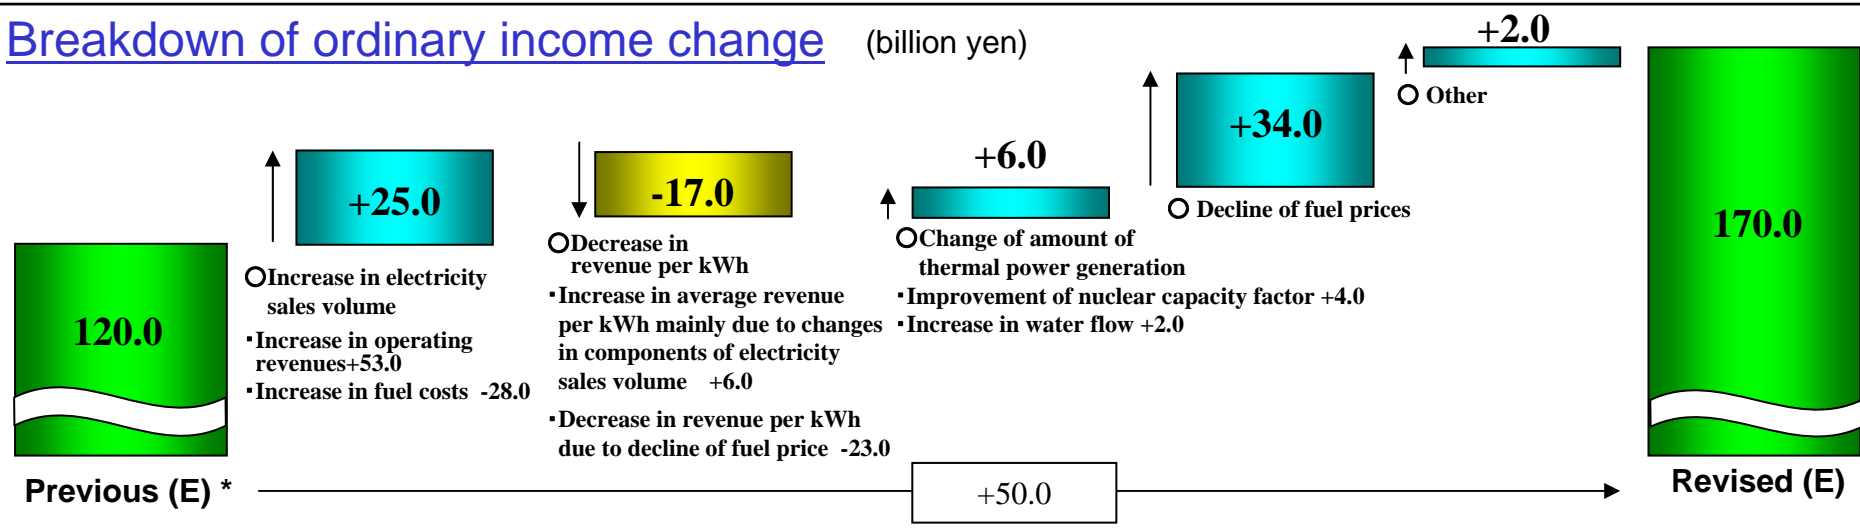 Breakdown of ordinary income change (billion yen)
120.0
Previous (E) *
+25.0
○Increase in electricity
sales volume
・Increase in operating
revenues+53.0
・Increase in fuel costs -28.0
-17.0
○Decrease in
revenue per kWh
・Increase in average revenue
per kWh mainly due to changes
in components of electricity
sales volume +6.0
・Decrease in revenue per kWh
due to decline of fuel price -23.0
+6.0
○Change of amount of
thermal power generation
・Improvement of nuclear capacity factor +4.0
・Increase in water flow +2.0
+34.0
○ Decline of fuel prices
+2.0
○ Other
170.0
Revised (E)
+50.0